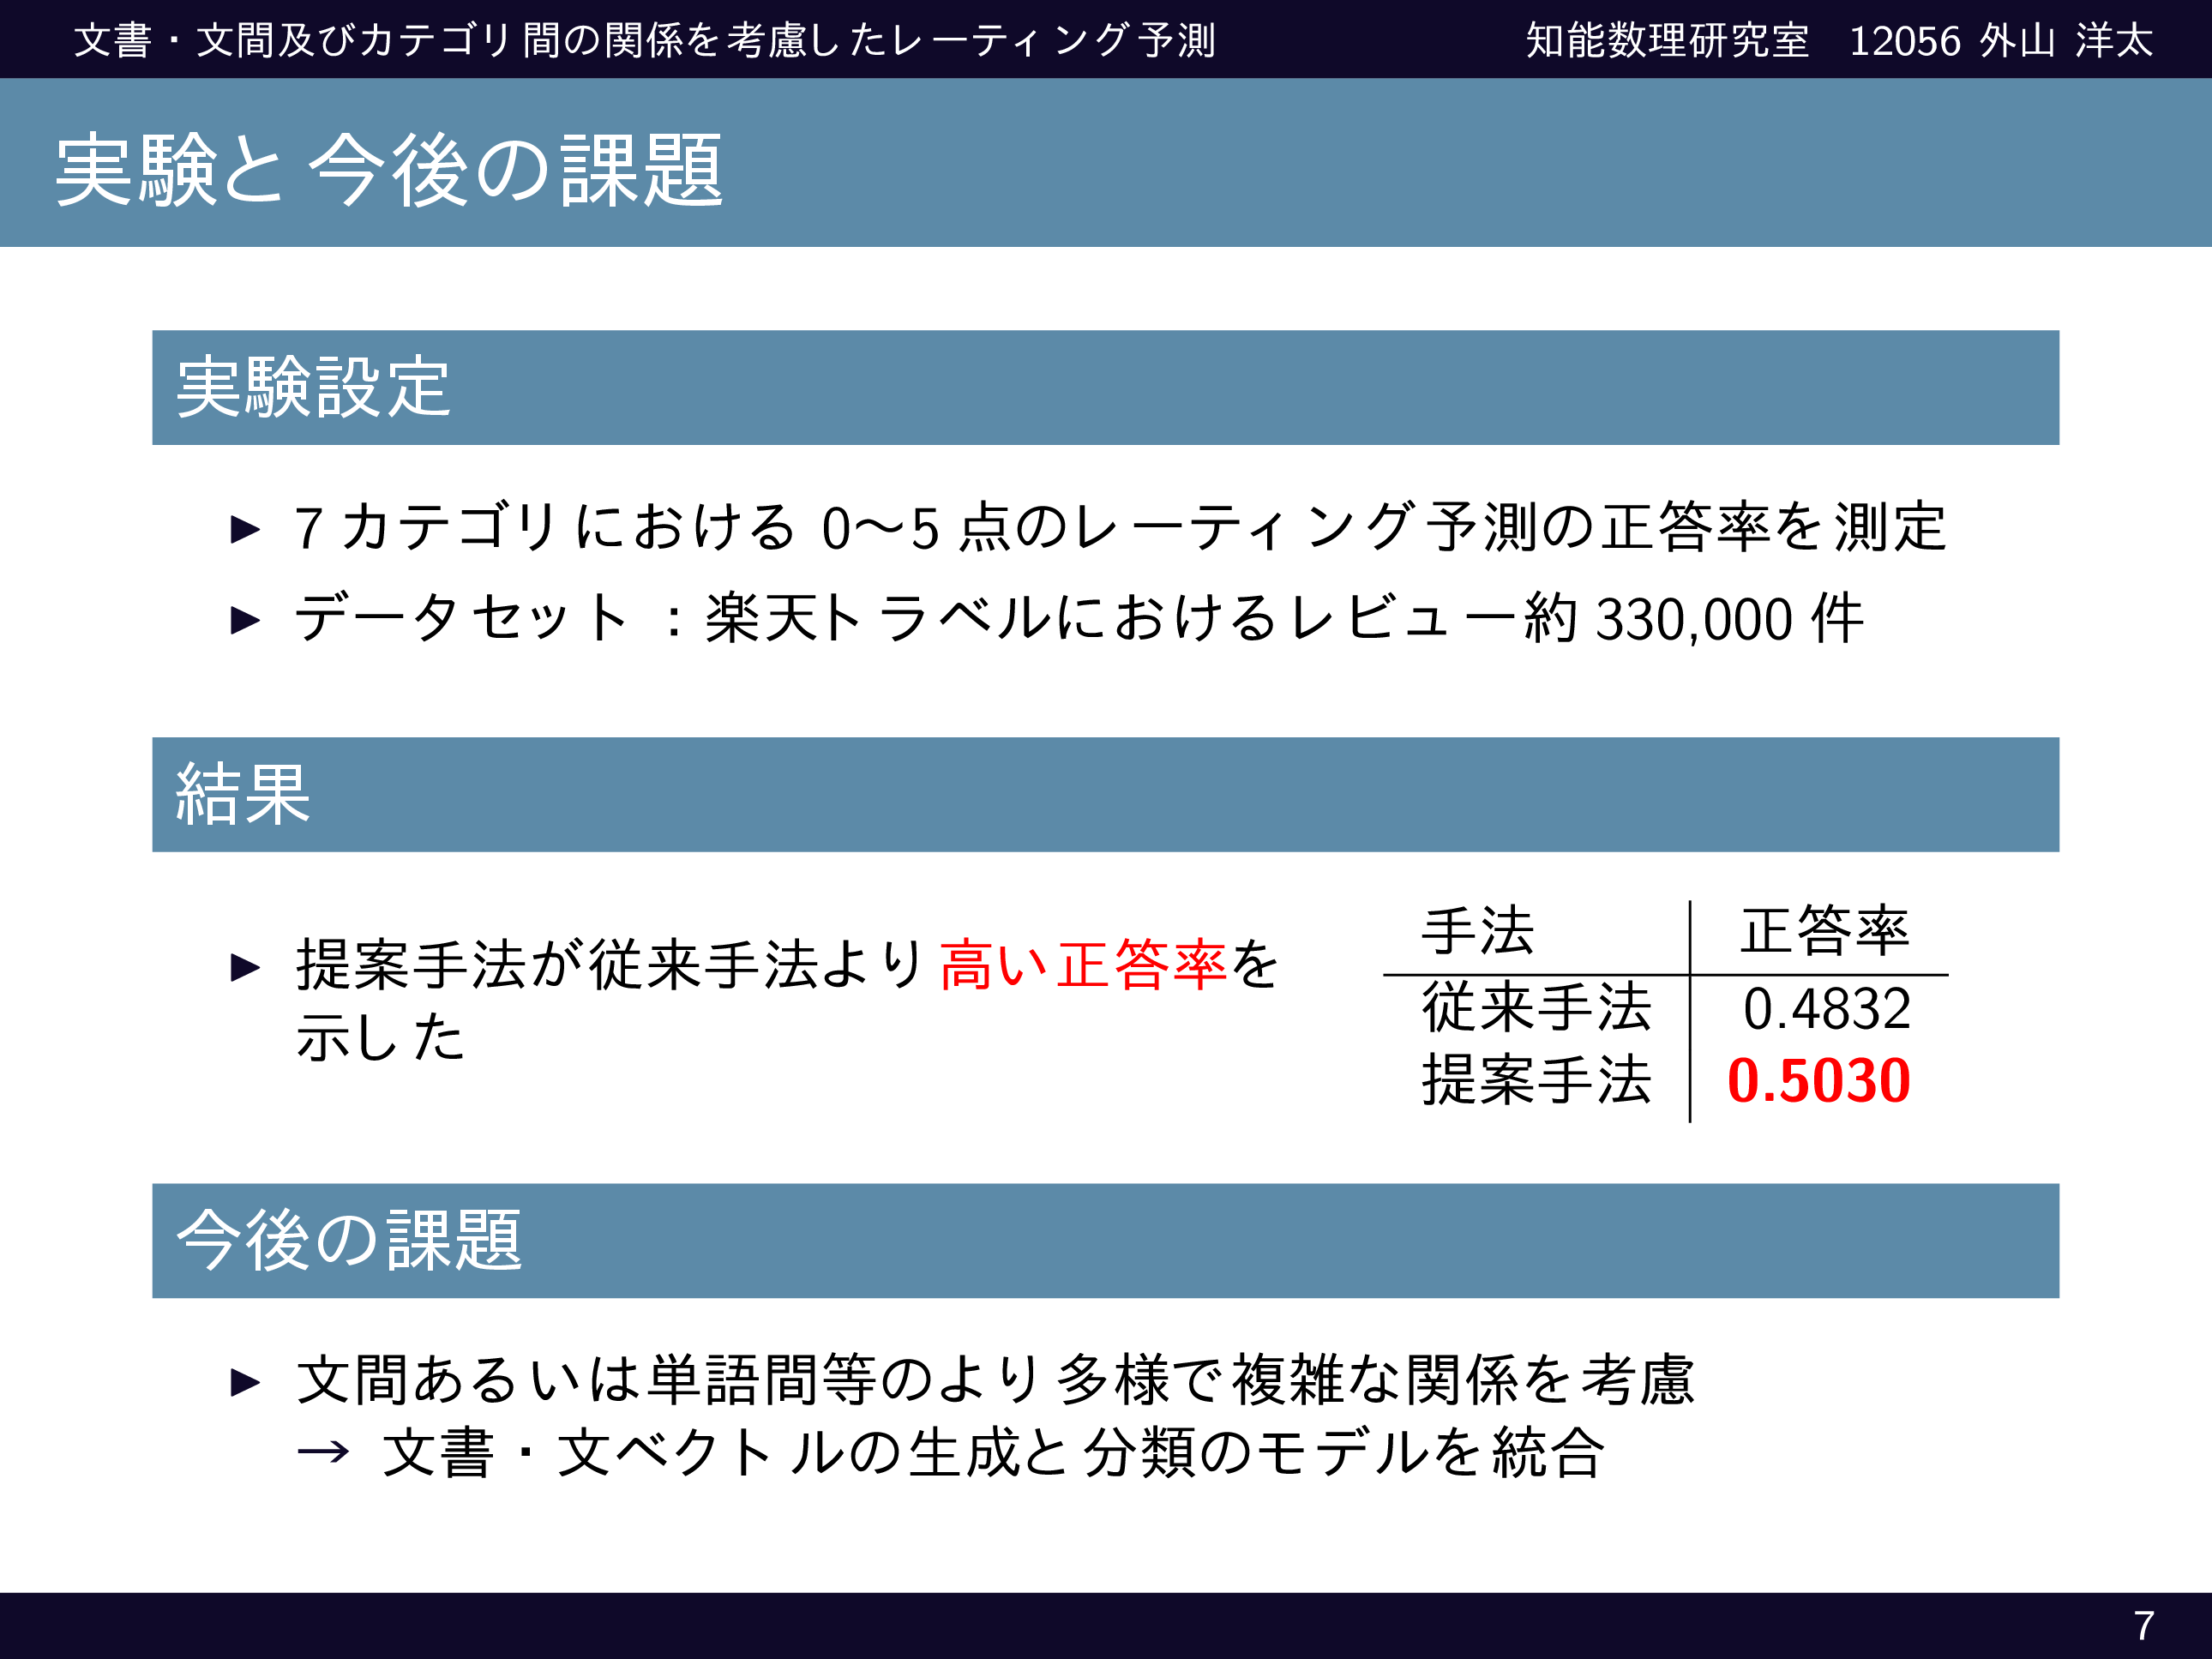 文書・文間及びカテゴリ間の関係を考慮したレーティング予測 知能数理研究室 12056 外山 洋太
実験と今後の課題
実験設定
7 カテゴリにおける 0〜5 点のレーティング予測の正答率を測定
データセット：楽天トラベルにおけるレビュー約 330,000 件
結果
提案手法が従来手法より高い正答率を
示した
手法 正答率
従来手法 0.4832
提案手法 0.5030
今後の課題
文間あるいは単語間等のより多様で複雑な関係を考慮
→ 文書・文ベクトルの生成と分類のモデルを統合
7